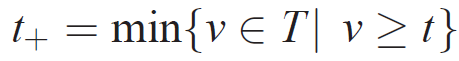 t₊ = min{v ∈ T| v ≥ t}